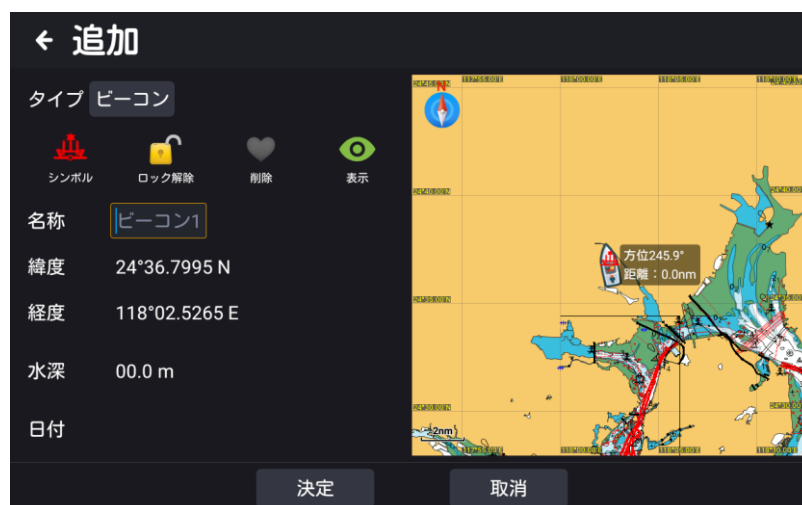 追加
タイプ ビーコン
シンボル ロック解除 削除 表示
名称 ビーコン1
緯度 24°36.7995 N
経度 118°02.5265 E
水深 00.0 m
日付
N
方位245.9°
距離：0.0nm
2nm
決定 取消